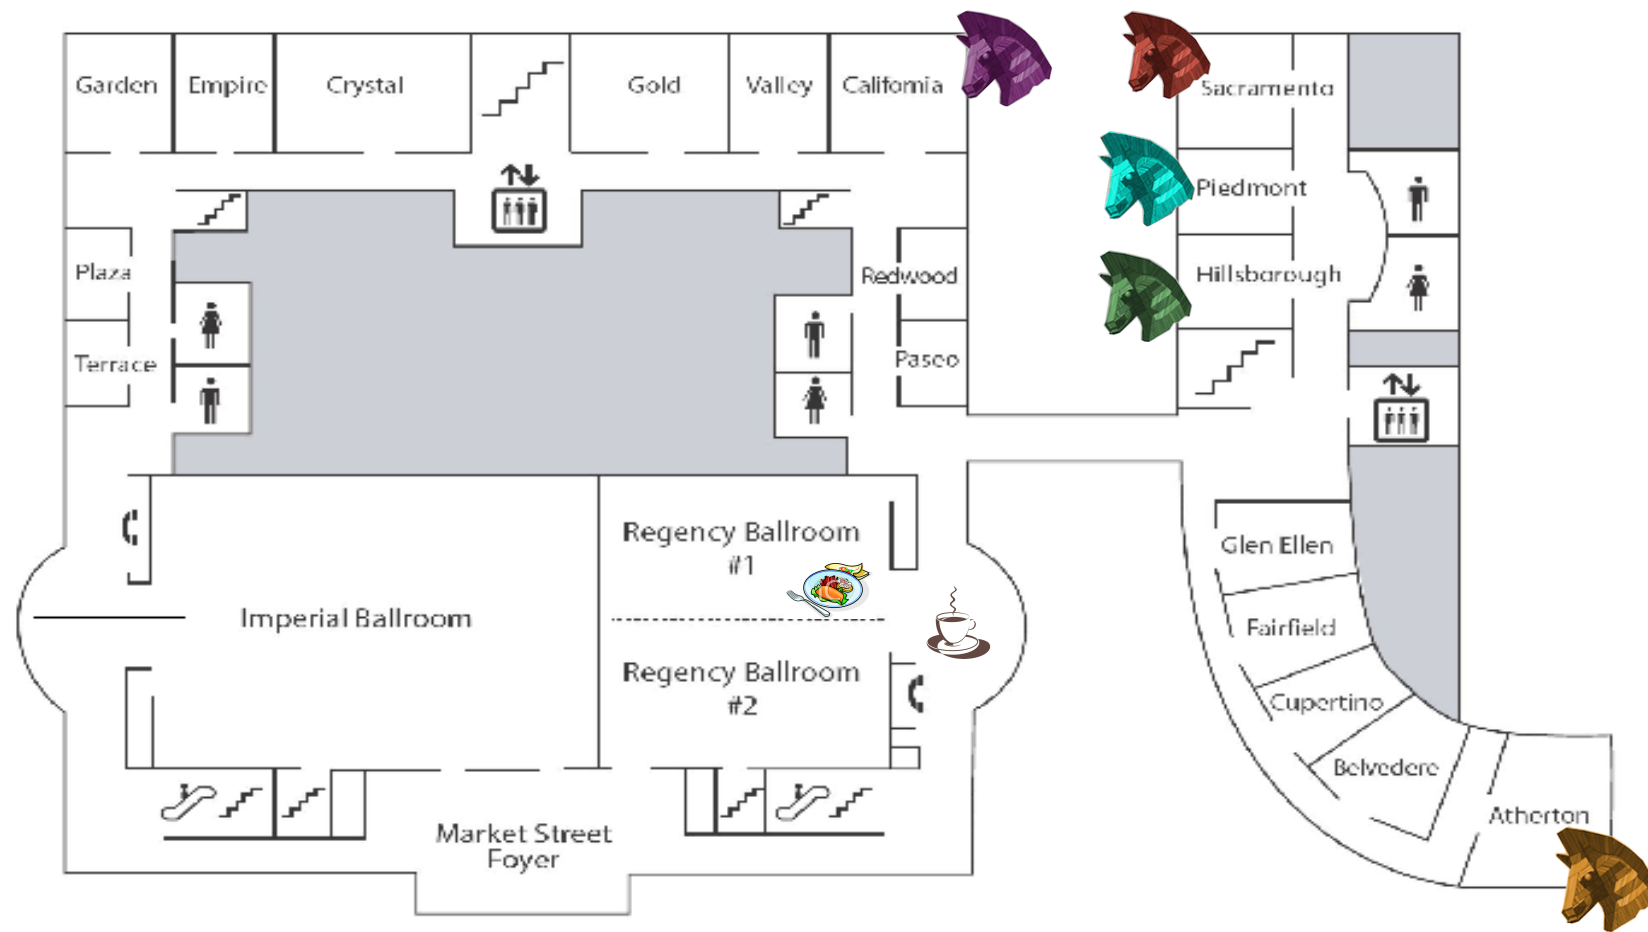 Garden
Empire
Crystal
Gold
Valley
California
Sacramento
Piedmont
Hillsborough
Plaza
Terrace
Redwood
Paseo
Regency Ballroom
#1
Imperial Ballroom
Regency Ballroom
#2
Market Street
Foyer
Glen Ellen
Fairfield
Cupertino
Belvedere
Atherton